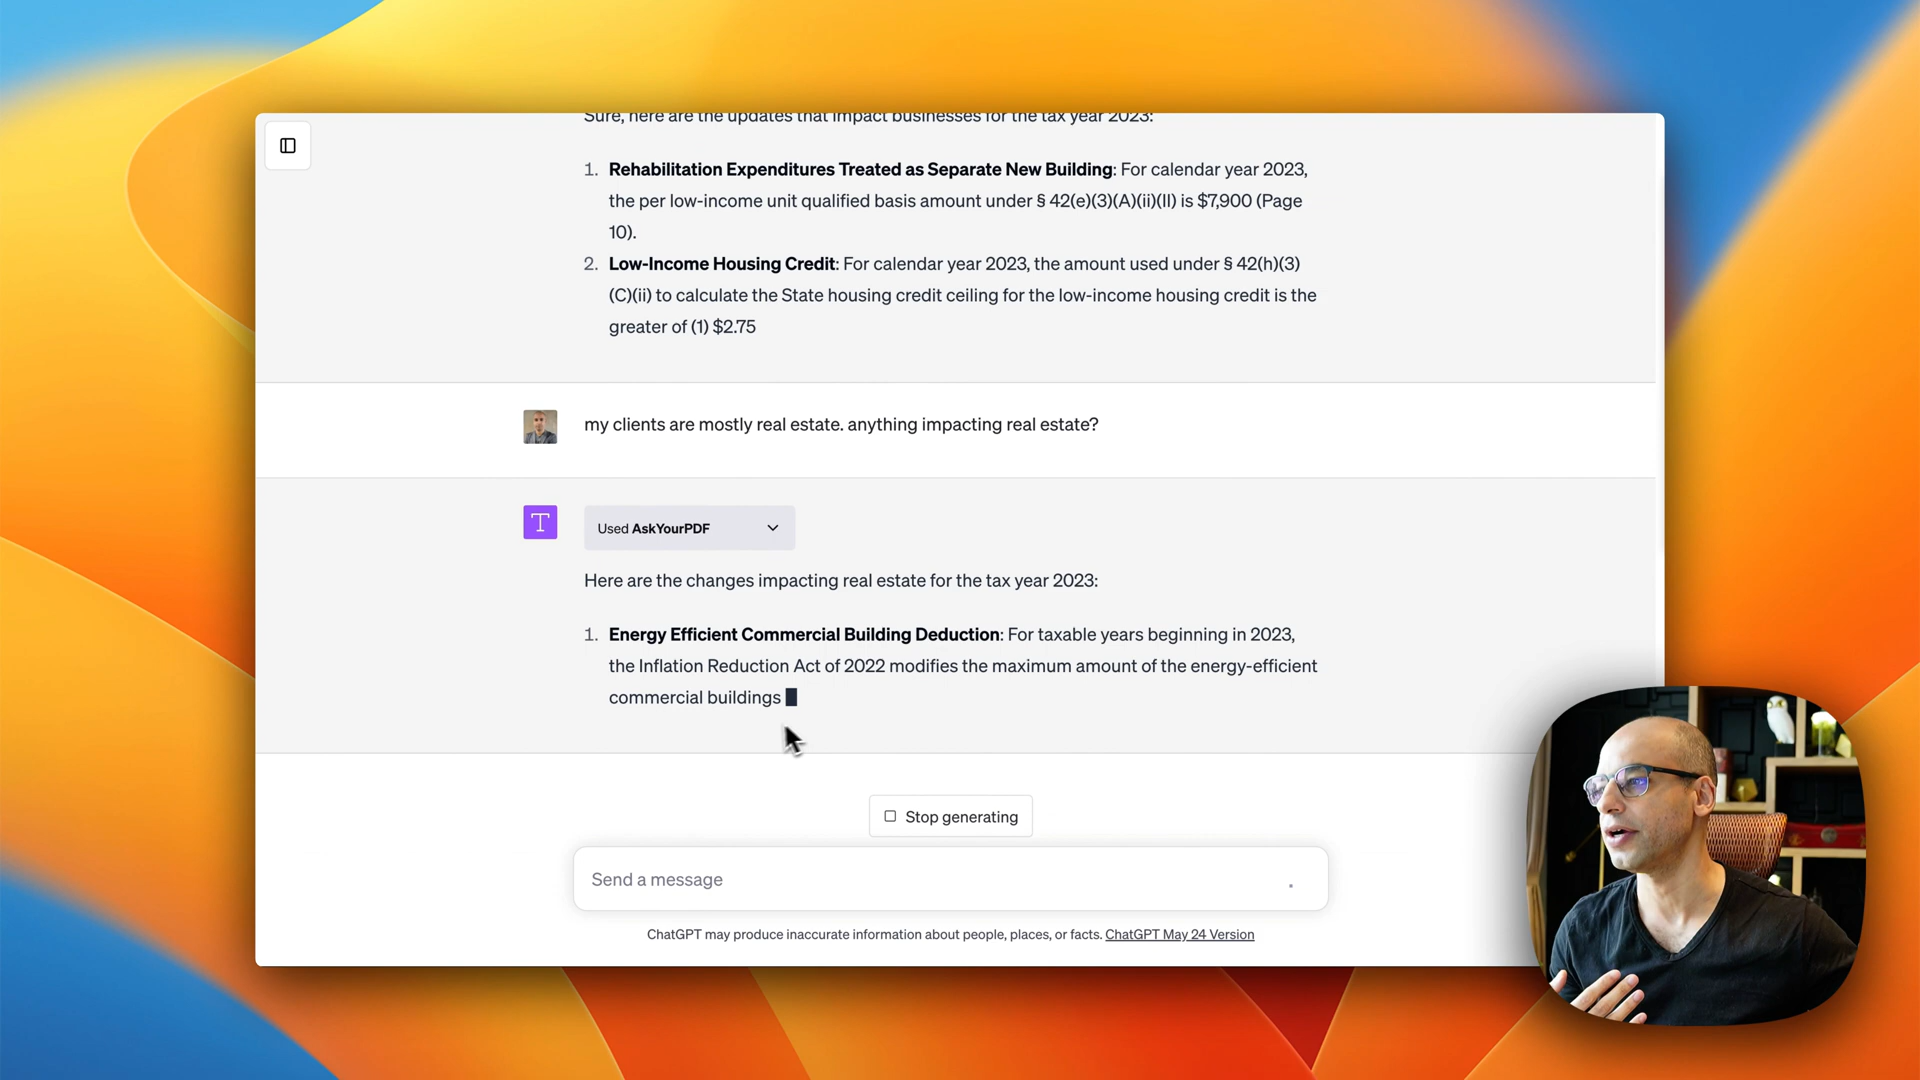 Sure, here are the updates that impact businesses for the tax year 2023:
1. Rehabilitation Expenditures Treated as Separate New Building: For calendar year 2023,
the per low-income unit qualified basis amount under § 42(e)(3)(A)(ii)(II) is $7,900 (Page
10).
2. Low-Income Housing Credit: For calendar year 2023, the amount used under § 42(h)(3)
(C)(ii) to calculate the State housing credit ceiling for the low-income housing credit is the
greater of (1) $2.75
my clients are mostly real estate. anything impacting real estate?
T
Used AskYourPDF
Here are the changes impacting real estate for the tax year 2023:
1. Energy Efficient Commercial Building Deduction: For taxable years beginning in 2023,
the Inflation Reduction Act of 2022 modifies the maximum amount of the energy-efficient
commercial buildings
Stop generating
Send a message
ChatGPT may produce inaccurate information about people, places, or facts. ChatGPT May 24 Version